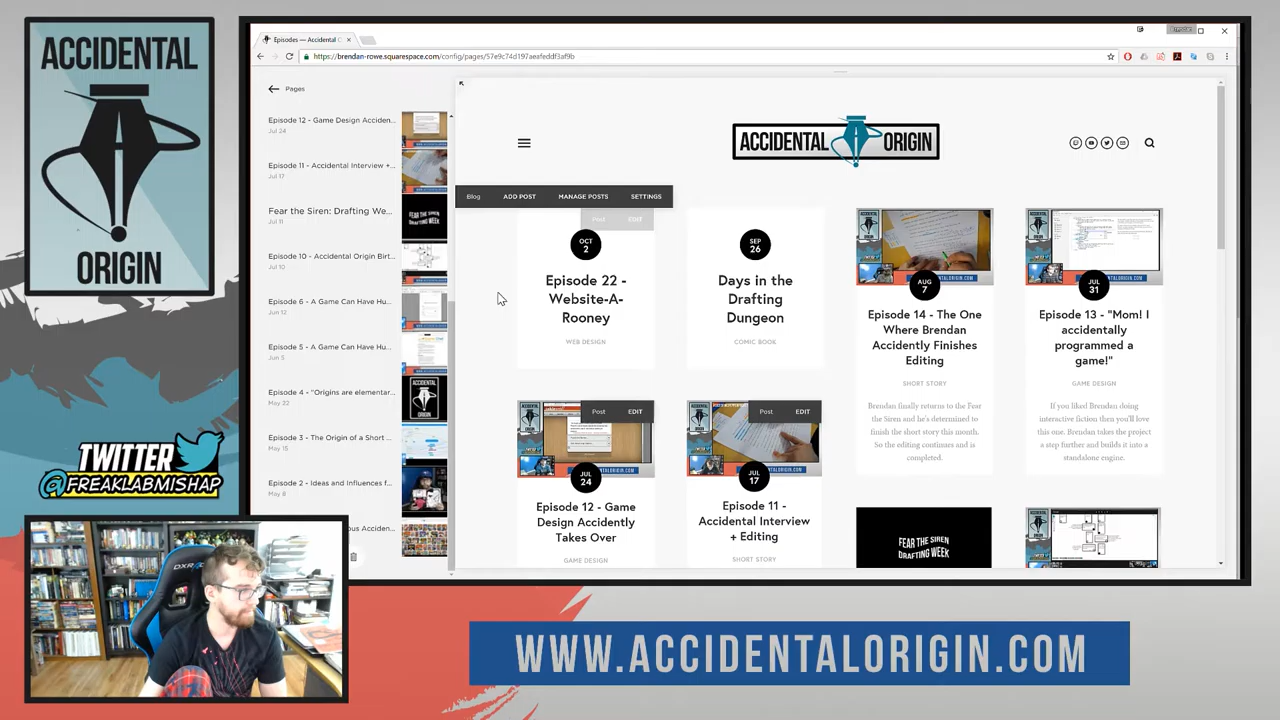 ACCIDENTAL
ORIGIN
TWITTER
@FREAKLABMISHAP
Episodes — Accidental O
https://brendan-rowe.squarespace.com/config/pages/57e9c74d197aeafeddf3af9b
Pages
Episode 12 - Game Design Acciden...
Jul 24
Episode 11 - Accidental Interview +...
Jul 17
Fear the Siren: Drafting We...
Jul 11
Episode 10 - Accidental Origin Birt...
Jul 10
Episode 6 - A Game Can Have Hu...
Jun 12
Episode 5 - A Game Can Have Hu...
Jun 5
Episode 4 - "Origins are elementar...
May 22
Episode 3 - The Origin of a Short ...
May 15
Episode 2 - Ideas and Influences f...
May 8
ous Acciden...
ACCIDENTAL ORIGIN
Blog ADD POST MANAGE POSTS SETTINGS
Post EDIT
OCT
2
Episode 22 -
Website-A-
Rooney
WEB DESIGN
SEP
26
Days in the
Drafting
Dungeon
COMIC BOOK
AUG
7
Episode 14 - The One
Where Brendan
Accidently Finishes
Editing
SHORT STORY
Brendan finally returns to the Fear
the Siren and he's determined to
finish the short story this month.
So the editing continues and is
completed.
JUL
31
Episode 13 - "Mom! I
accidentally
programmed a
game!"
GAME DESIGN
If you liked Brendan doing
interactive fiction then you'll love
this one. Brendan takes the project
a step further and builds it into a
standalone engine.
Post EDIT
JUL
24
Episode 12 - Game
Design Accidently
Takes Over
GAME DESIGN
Post EDIT
JUL
17
Episode 11 -
Accidental Interview
+ Editing
SHORT STORY
FEAR THE SIREN
DRAFTING WEEK
WWW.ACCIDENTALORIGIN.COM